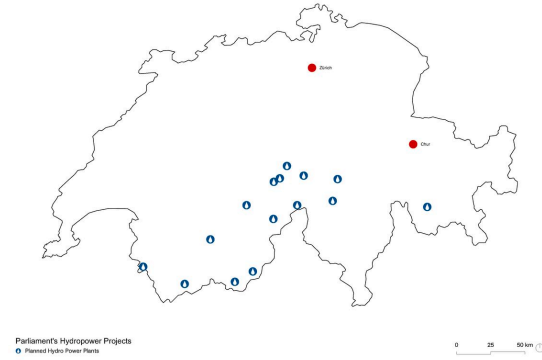 Zürich
Chur
Parliament's Hydropower Projects
Planned Hydro Power Plants
0 25 50 km